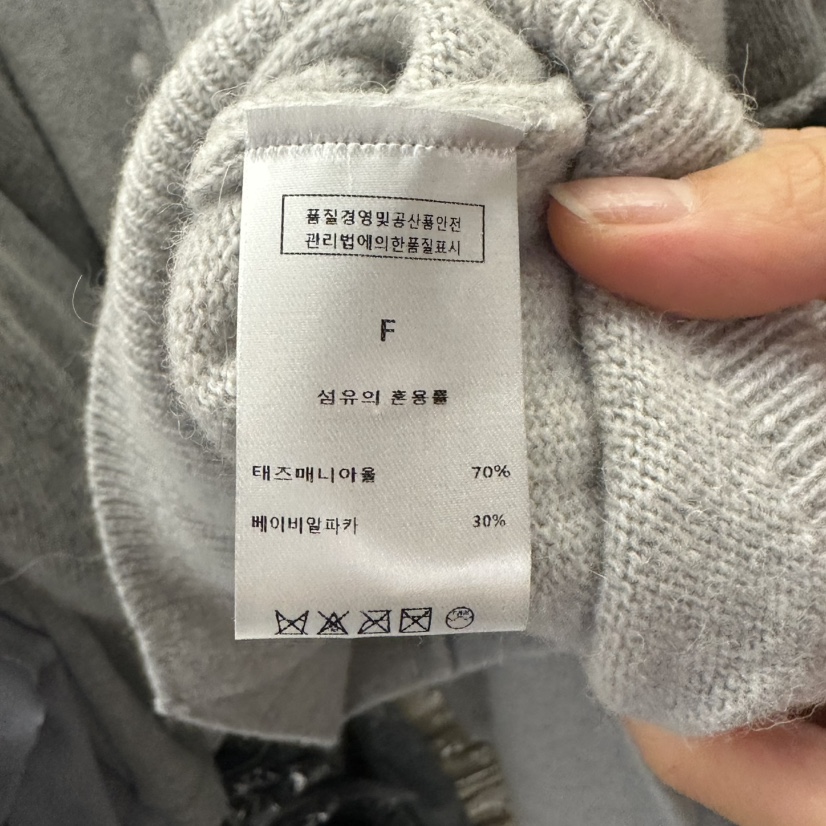 품질경영및공산품안전
관리법에의한품질표시
F
섬유의 혼용률
태즈매니아울 70%
베이비알파카 30%